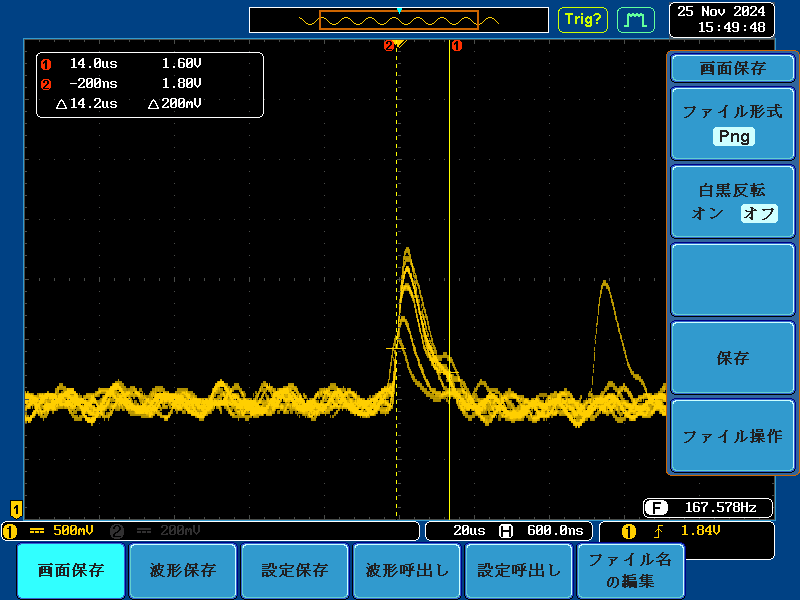 Trig?
25 Nov 2024
15:49:48
2
1
1 14.0us 1.60V
2 -200ns 1.80V
△14.2us △200mV
画面保存
ファイル形式
Png
白黒反転
オン オフ
保存
ファイル操作
1
F 167.578Hz
1 500mV 2 200mV
20us H 600.0ns
1 1.84V
画面保存
波形保存
設定保存
波形呼出し
設定呼出し
ファイル名
の編集